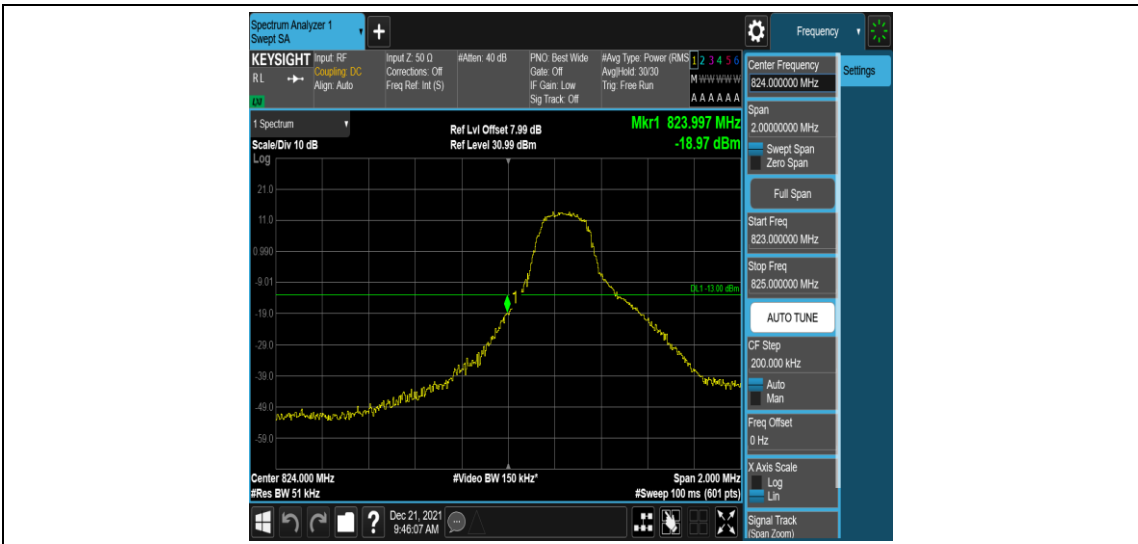 Spectrum Analyzer 1
Swept SA
+
Frequency
KEYSIGHT
RL
LXI
Input: RF
Coupling: DC
Align: Auto
Input Z: 50 Ω
Corrections: Off
Freq Ref: Int (S)
#Atten: 40 dB
PNO: Best Wide
Gate: Off
IF Gain: Low
Sig Track: Off
#Avg Type: Power (RMS
Avg|Hold: 30/30
Trig: Free Run
1 2 3 4 5 6
M W W W W W
A A A A A A
1 Spectrum
Scale/Div 10 dB
Log
Ref Lvl Offset 7.99 dB
Ref Level 30.99 dBm
Mkr1 823.997 MHz
-18.97 dBm
21.0
11.0
0.990
-9.01
-19.0
-29.0
-39.0
-49.0
-59.0
DL1 -13.00 dBm
1
Center 824.000 MHz
#Res BW 51 kHz
#Video BW 150 kHz*
Span 2.000 MHz
#Sweep 100 ms (601 pts)
?
Dec 21, 2021
9:46:07 AM
Center Frequency
824.000000 MHz
Settings
Span
2.00000000 MHz
Swept Span
Zero Span
Full Span
Start Freq
823.000000 MHz
Stop Freq
825.000000 MHz
AUTO TUNE
CF Step
200.000 kHz
Auto
Man
Freq Offset
0 Hz
X Axis Scale
Log
Lin
Signal Track
(Span Zoom)